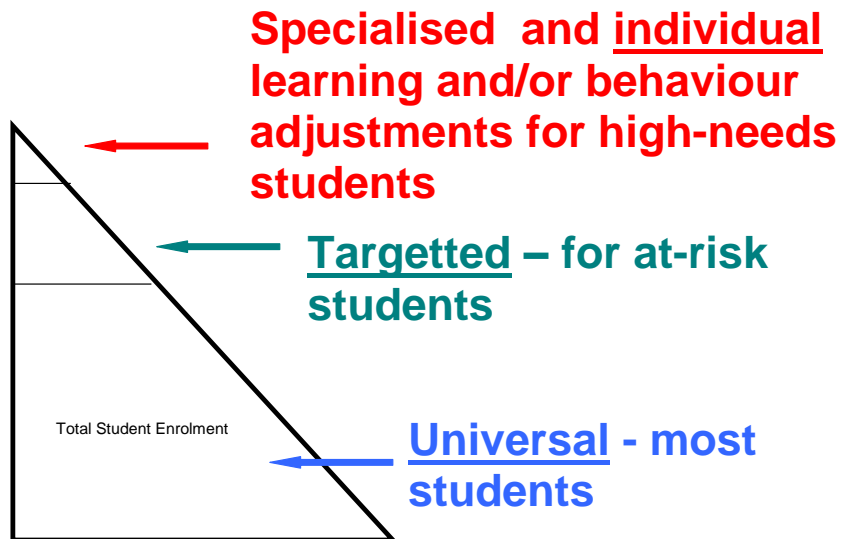 Specialised  and individual
learning and/or behaviour
adjustments for high-needs
students
Targetted – for at-risk
students
Total Student Enrolment
Universal - most
students